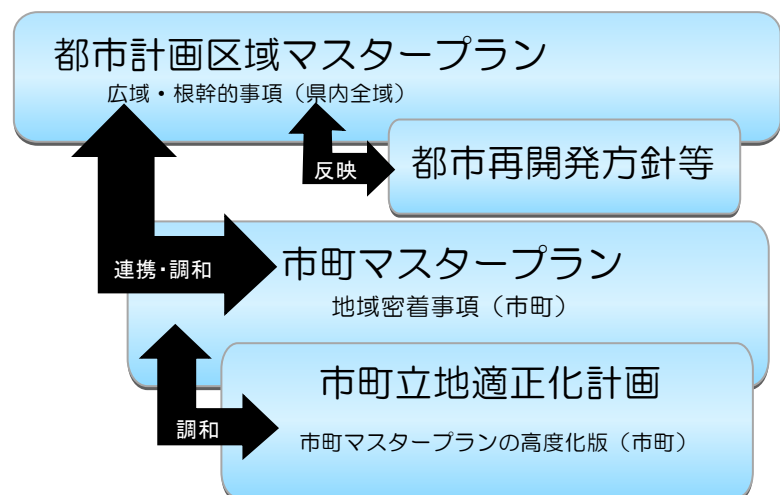 都市計画区域マスタープラン
広域・根幹的事項（県内全域）
反映
都市再開発方針等
連携・調和
市町マスタープラン
地域密着事項（市町）
市町立地適正化計画
調和
市町マスタープランの高度化版（市町）